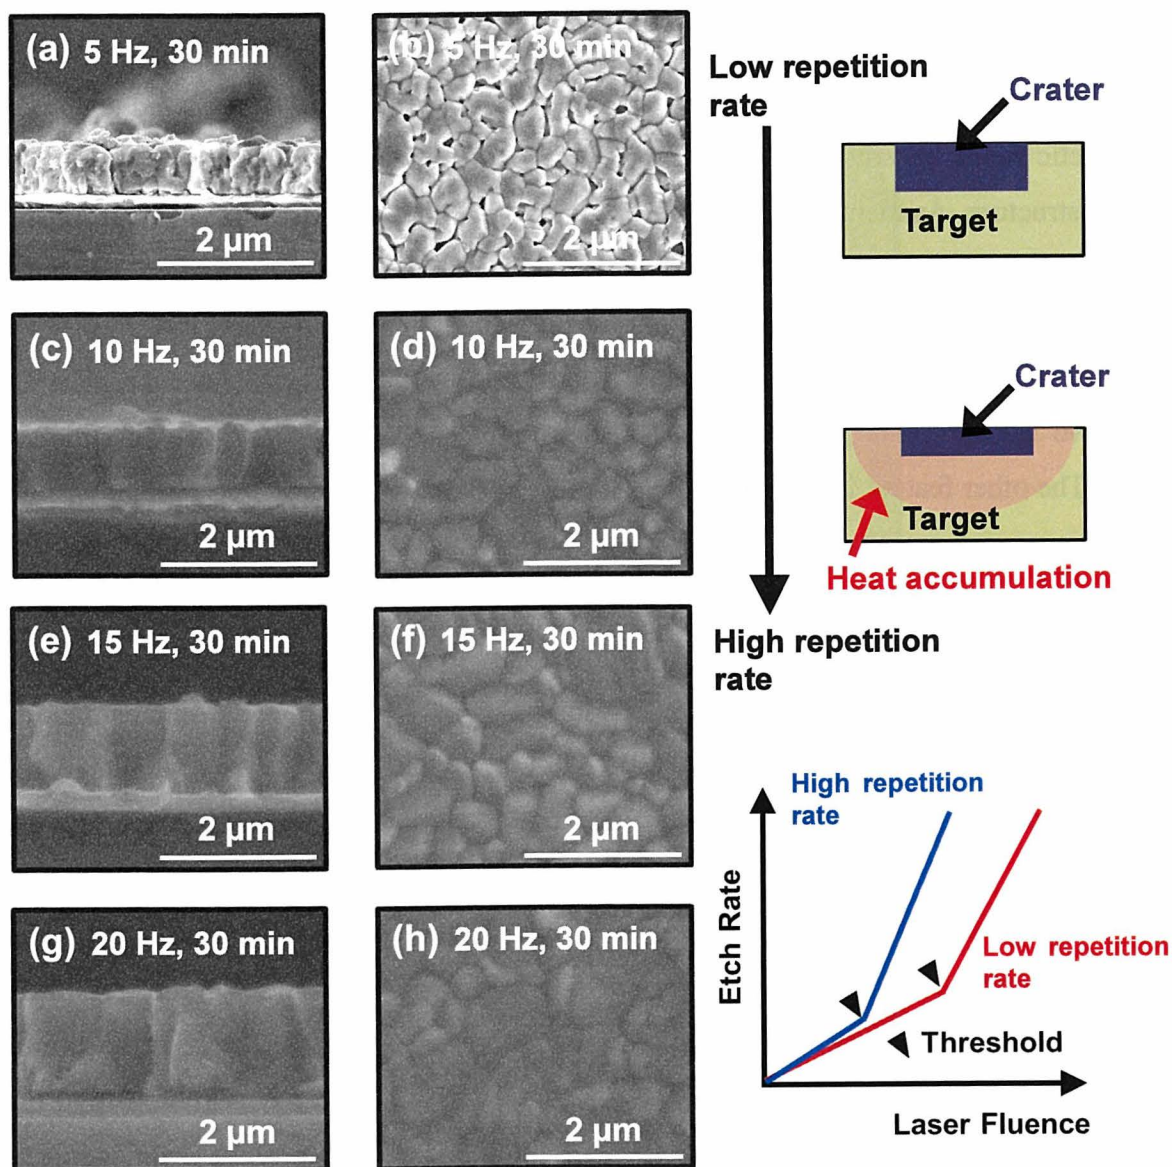 (a) 5 Hz, 30 min
2 µm
(b) 5 Hz, 30 min
2 µm
(c) 10 Hz, 30 min
2 µm
(d) 10 Hz, 30 min
2 µm
(e) 15 Hz, 30 min
2 µm
(f) 15 Hz, 30 min
2 µm
(g) 20 Hz, 30 min
2 µm
(h) 20 Hz, 30 min
2 µm
Low repetition
rate
Crater
Target
Crater
Target
Heat accumulation
High repetition
rate
High repetition
rate
Low repetition
rate
Threshold
Etch Rate
Laser Fluence